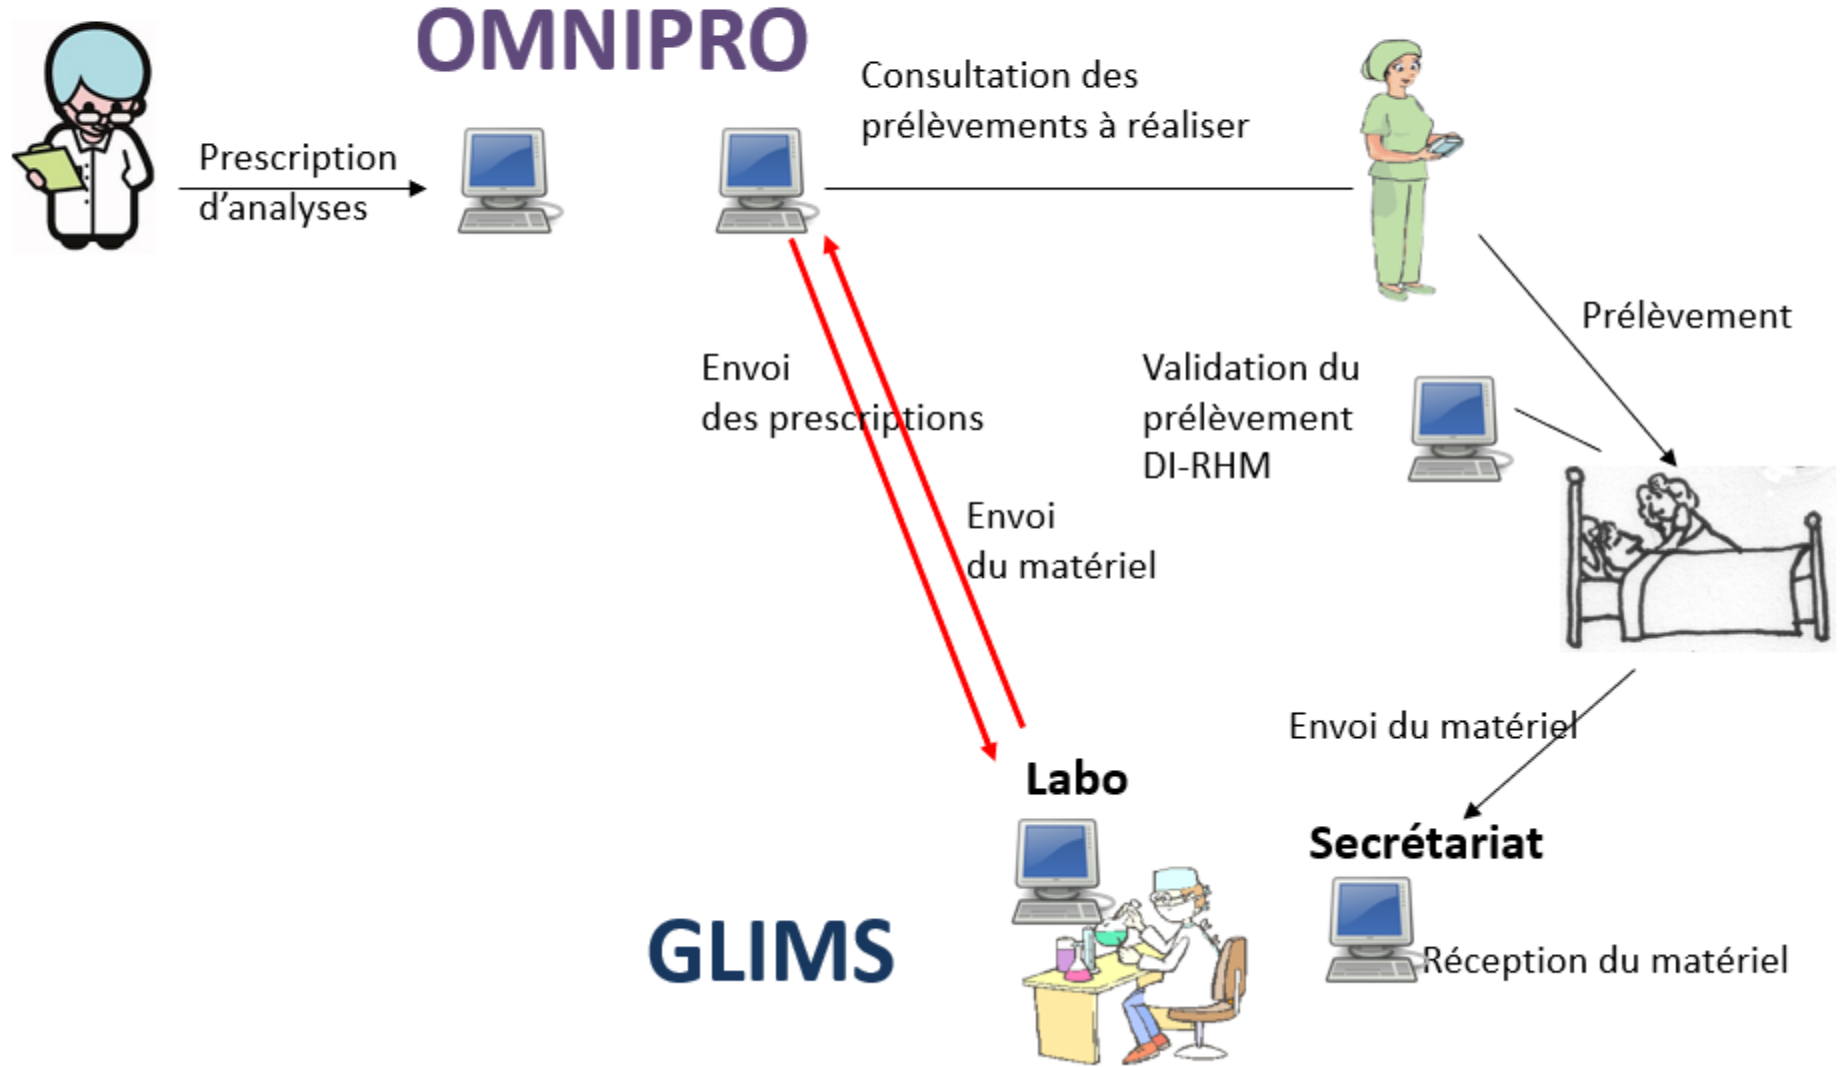 OMNIPRO
Prescription
d’analyses
Consultation des
prélèvements à réaliser
Prélèvement
Envoi
des prescriptions
Validation du
prélèvement
DI-RHM
Envoi
du matériel
Envoi du matériel
Labo
Secrétariat
GLIMS
Réception du matériel